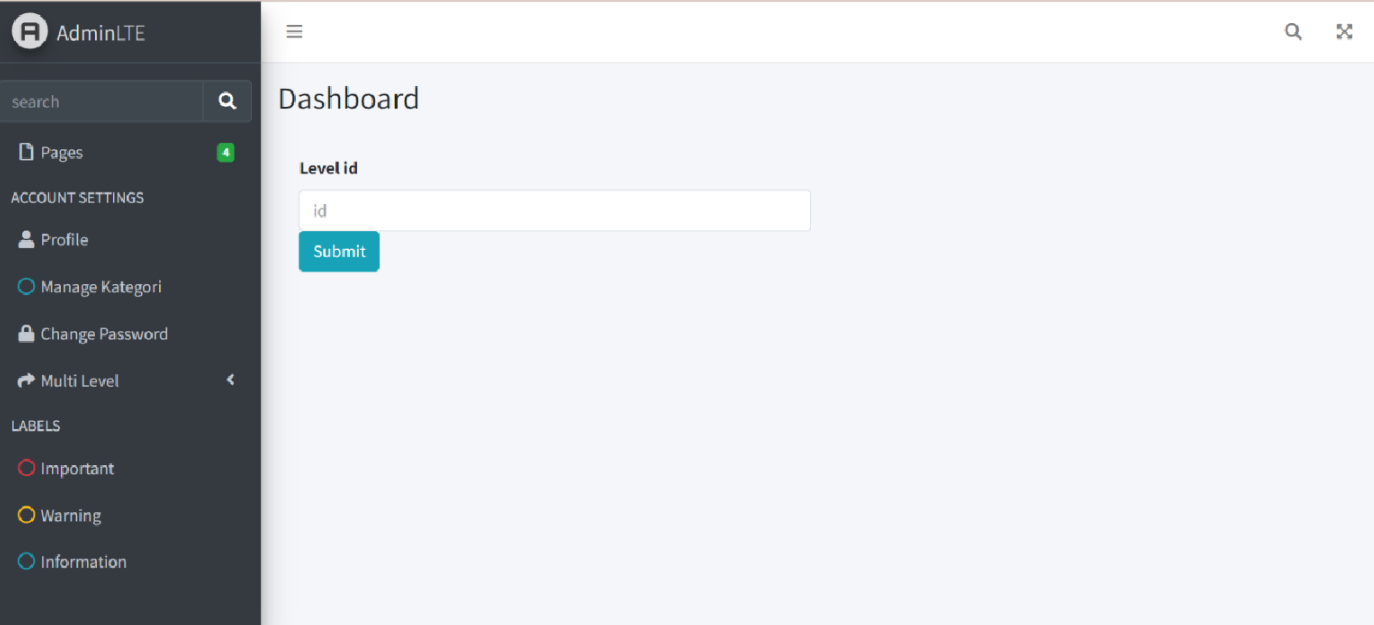 AdminLTE
search
Pages
4
ACCOUNT SETTINGS
Profile
Manage Kategori
Change Password
Multi Level
LABELS
Important
Warning
Information
Dashboard
Level id
id
Submit